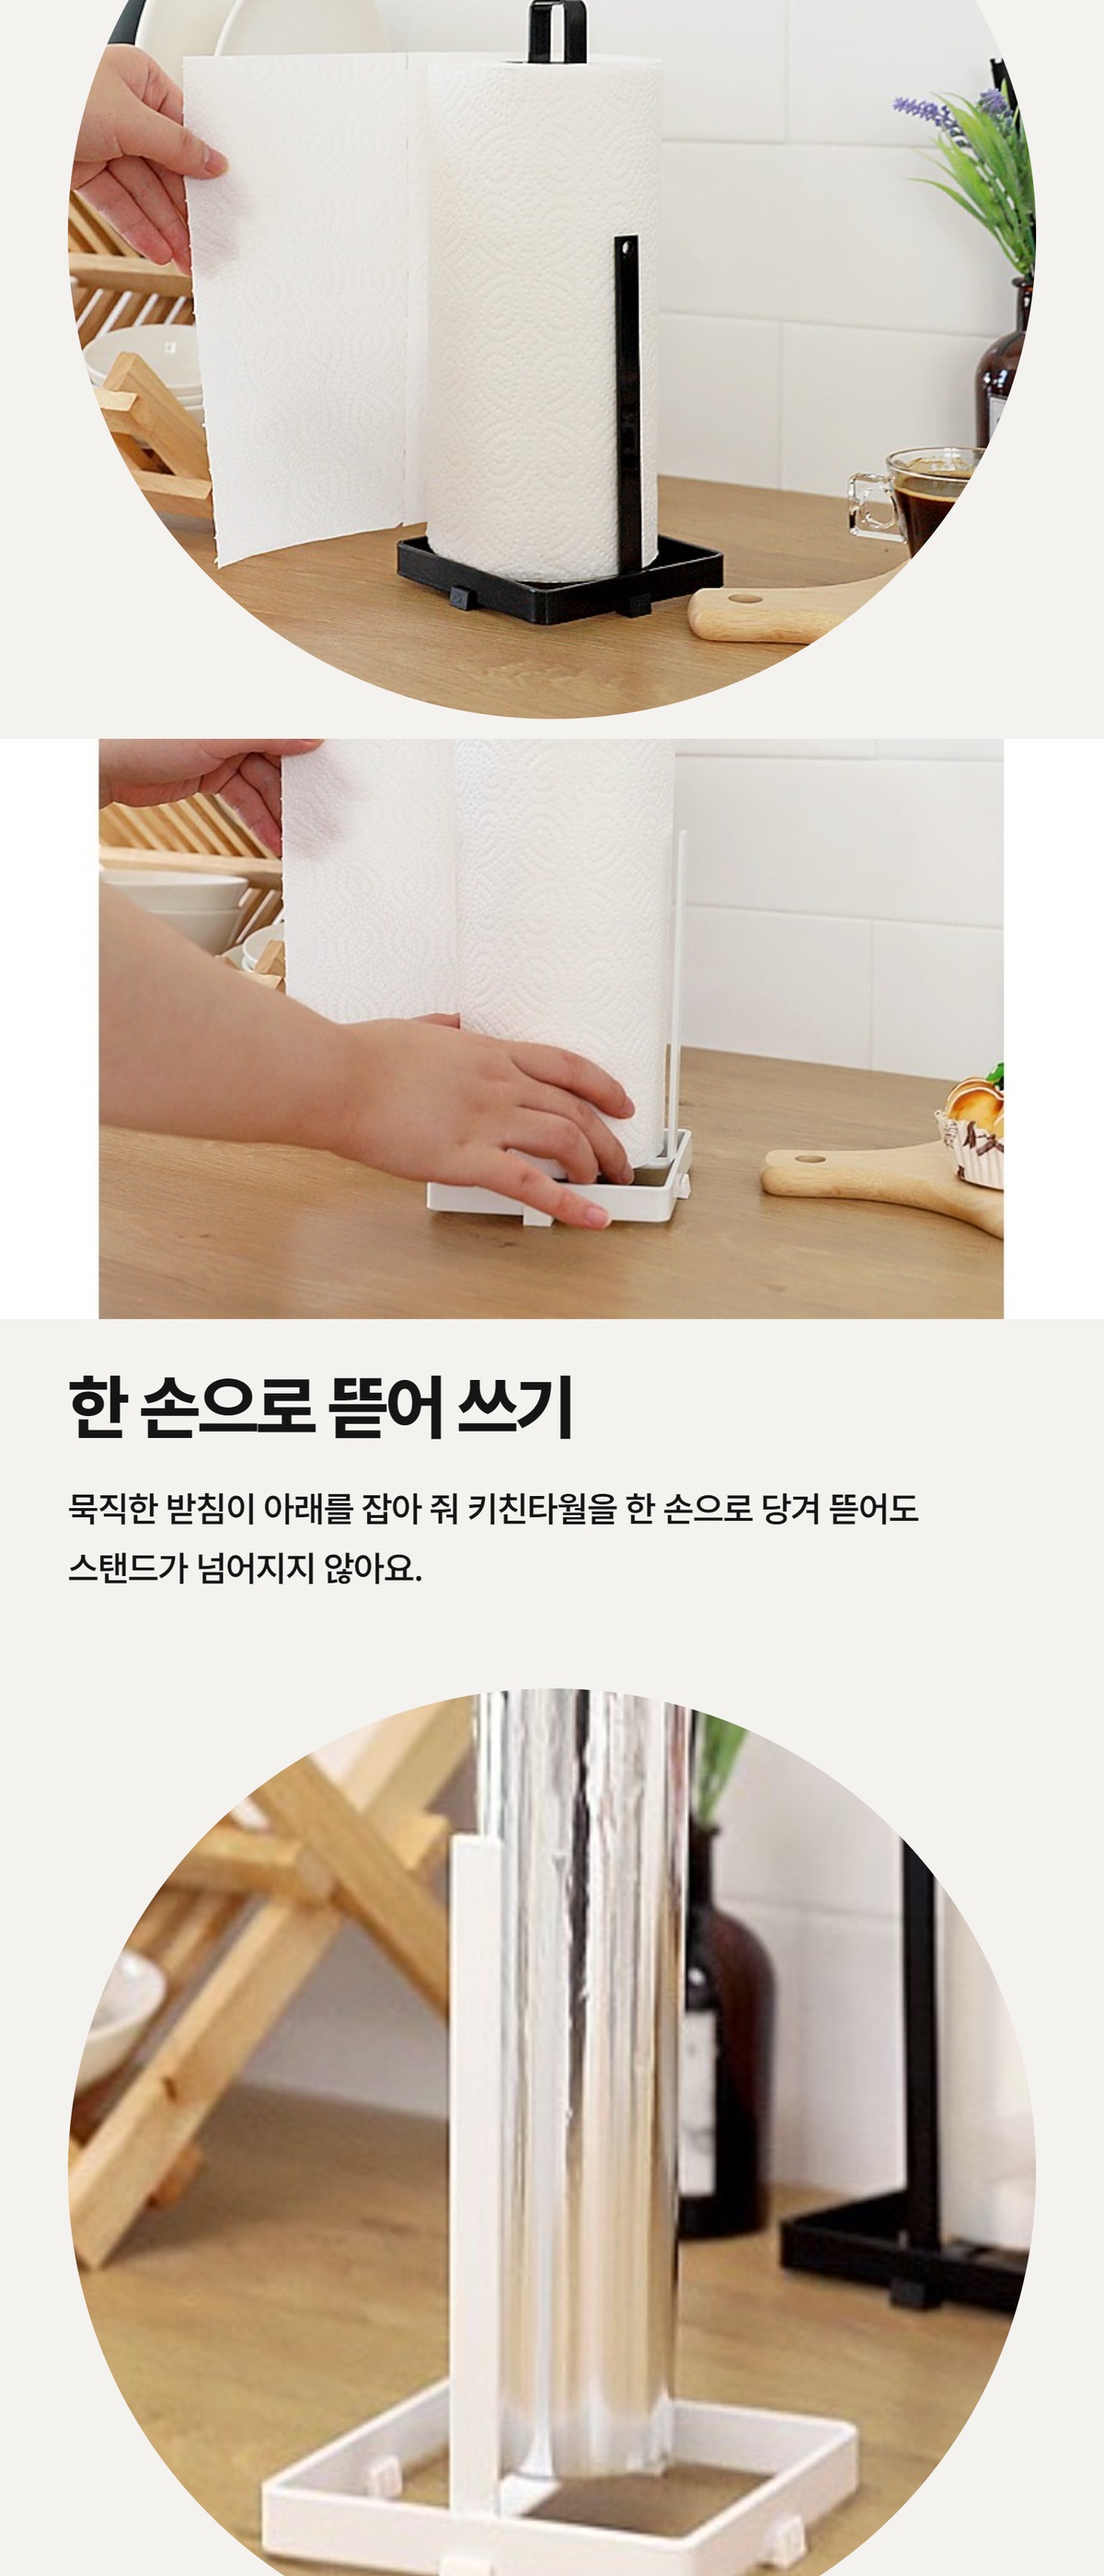 한 손으로 뜯어 쓰기
묵직한 받침이 아래를 잡아 줘 키친타월을 한 손으로 당겨 뜯어도
스탠드가 넘어지지 않아요.